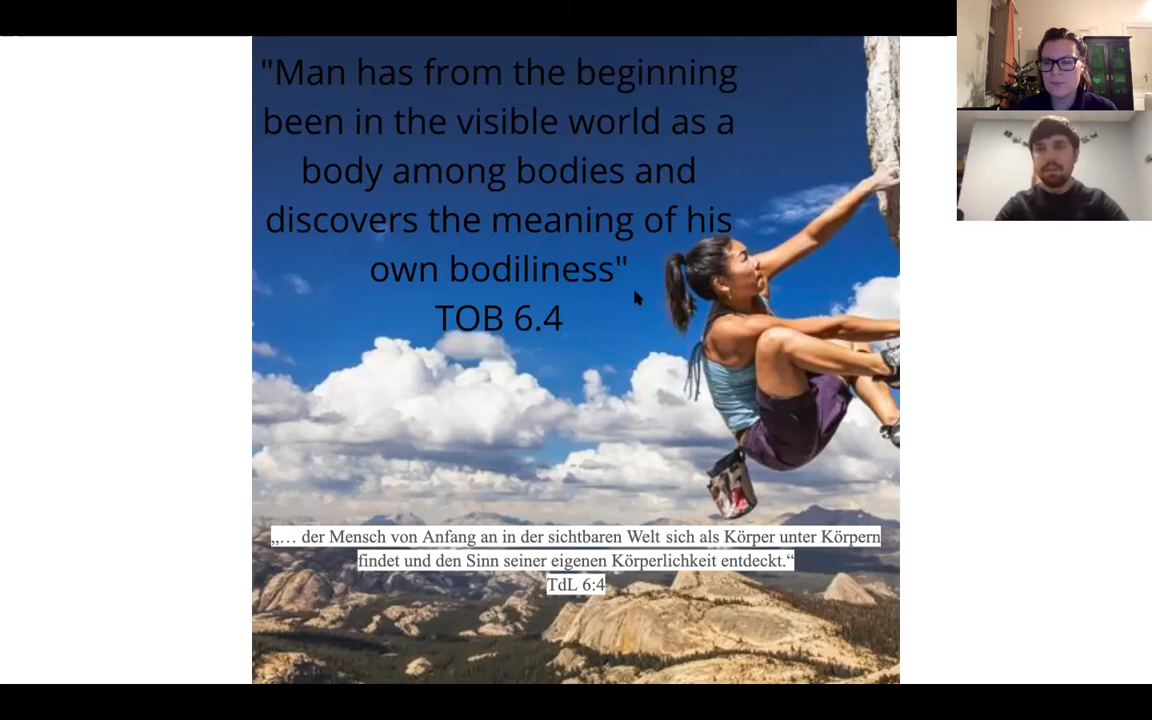 "Man has from the beginning
been in the visible world as a
body among bodies and
discovers the meaning of his
own bodiliness"
TOB 6.4
„… der Mensch von Anfang an in der sichtbaren Welt sich als Körper unter Körpern
findet und den Sinn seiner eigenen Körperlichkeit entdeckt.“
TdL 6:4